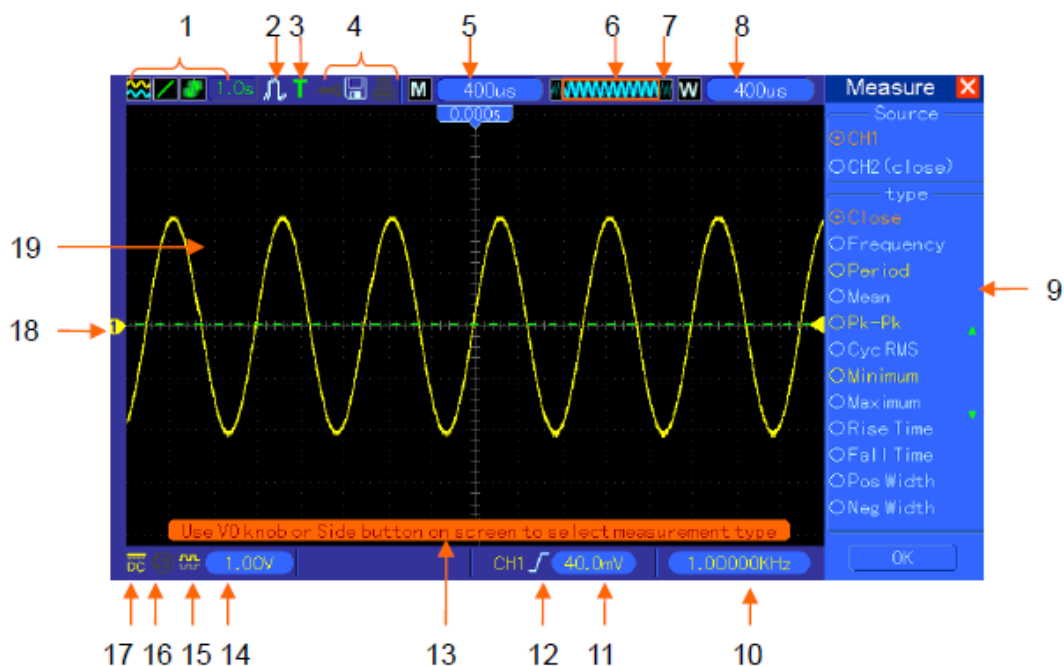 1 2 3 4 5 6 7 8
1.0s T M 400us W 400us Measure
0.000s
Source
CH1
CH2(close)
type
Close
19
Frequency
Period
9
Mean
18 1
Pk-Pk
Cyc RMS
Minimum
Maximum
Rise Time
Fall Time
Pos Width
Neg Width
Use V0 knob or Side button on screen to select measurement type
DC 1.00V CH1 40.0mV 1.00000KHz OK
17 16 15 14 13 12 11 10